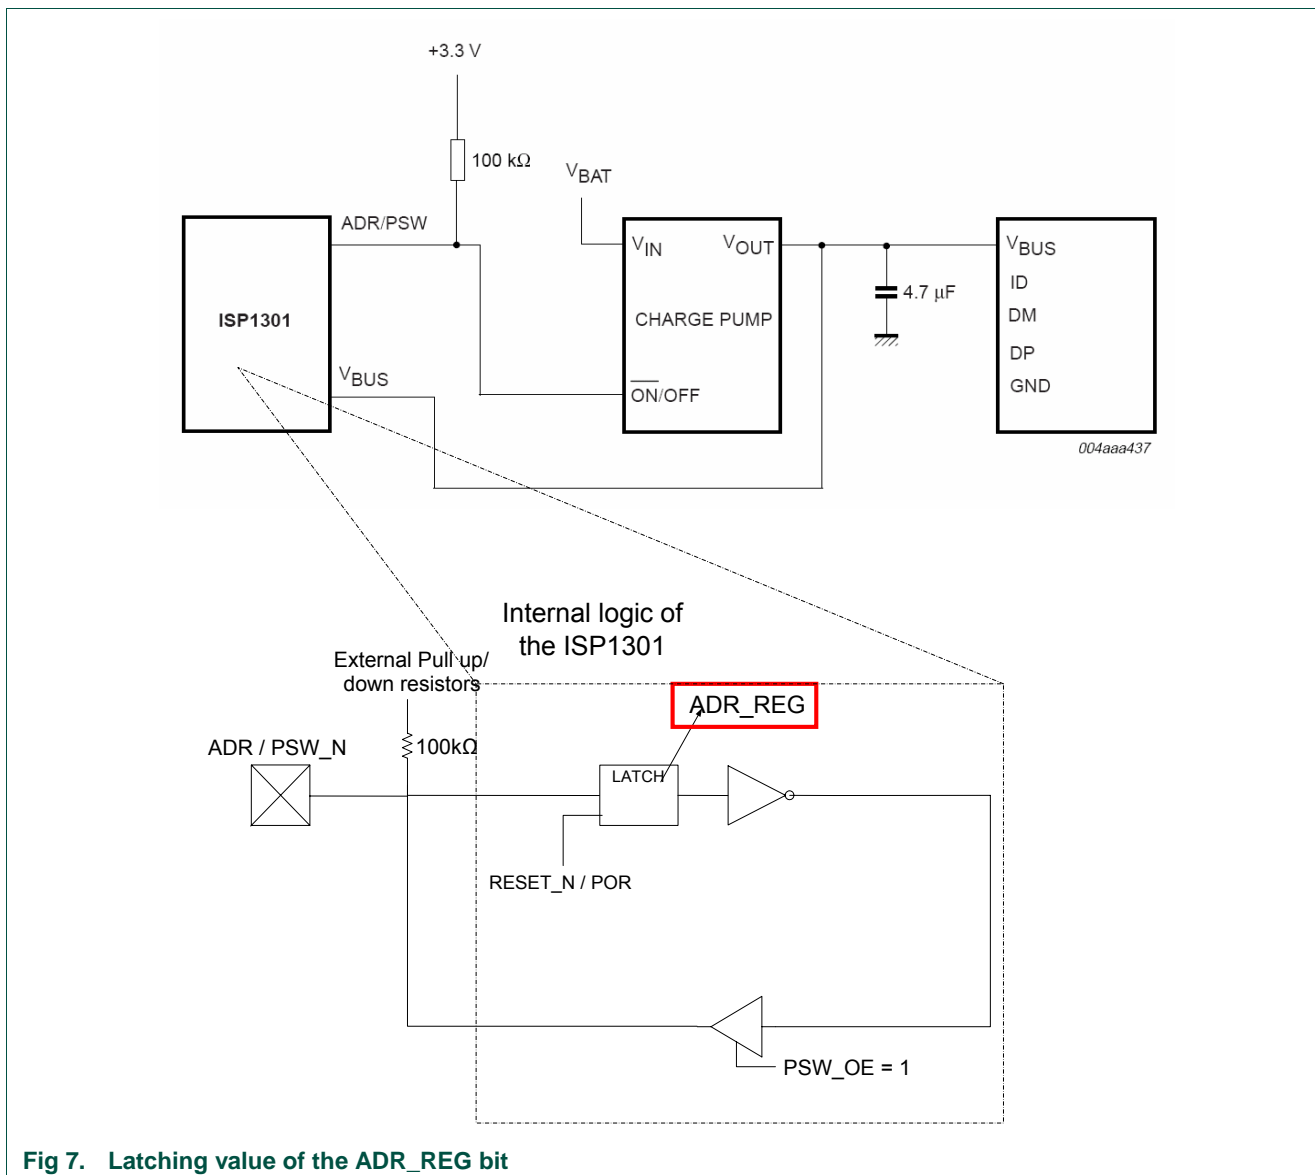 +3.3 V
100 kΩ
VBAT
ADR/PSW
VIN
VOUT
VBUS
ID
4.7 μF
DM
ISP1301
CHARGE PUMP
DP
VBUS
GND
ON/OFF
004aaa437
Internal logic of
the ISP1301
External Pull up/
down resistors
ADR_REG
ADR / PSW_N
100kΩ
LATCH
RESET_N / POR
PSW_OE = 1
Fig 7. Latching value of the ADR_REG bit